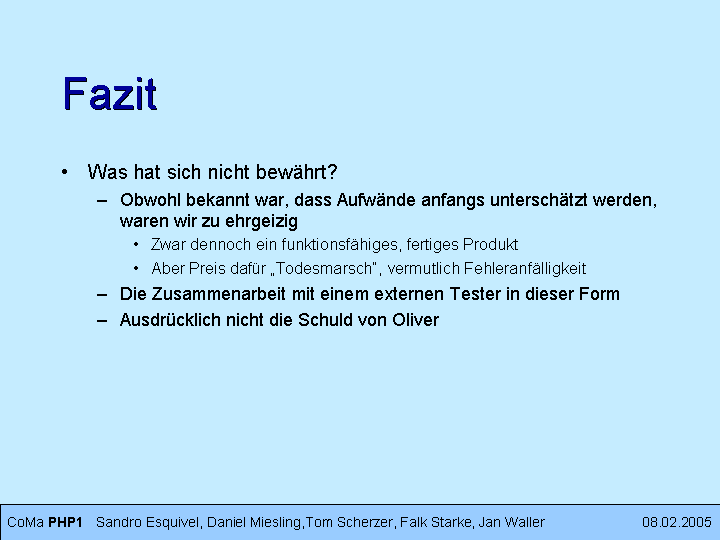 Fazit
• Was hat sich nicht bewährt?
– Obwohl bekannt war, dass Aufwände anfangs unterschätzt werden,
waren wir zu ehrgeizig
• Zwar dennoch ein funktionsfähiges, fertiges Produkt
• Aber Preis dafür „Todesmarsch“, vermutlich Fehleranfälligkeit
– Die Zusammenarbeit mit einem externen Tester in dieser Form
– Ausdrücklich nicht die Schuld von Oliver
CoMa PHP1 Sandro Esquivel, Daniel Miesling,Tom Scherzer, Falk Starke, Jan Waller 08.02.2005